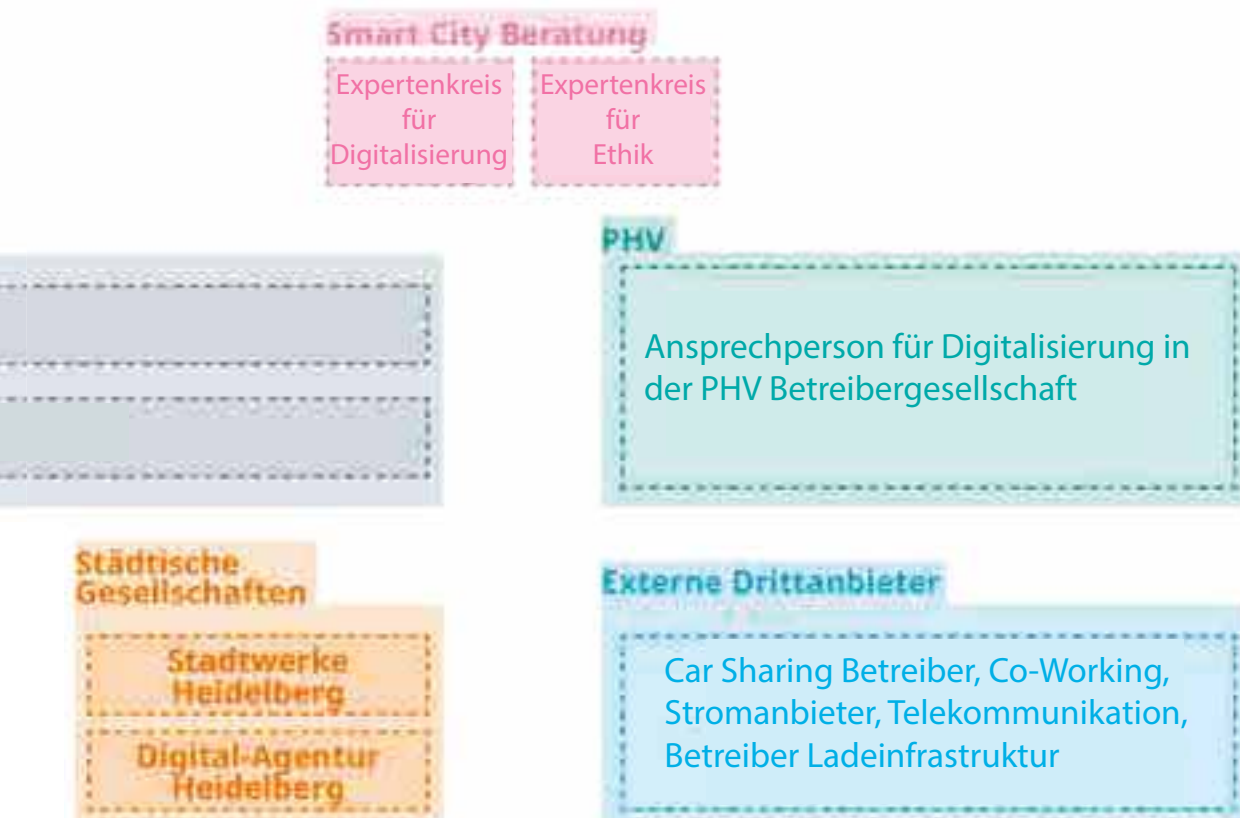 Smart City Beratung
Expertenkreis
für
Digitalisierung
Expertenkreis
für
Ethik
PHV
Ansprechperson für Digitalisierung in
der PHV Betreibergesellschaft
Städtische
Gesellschaften
Stadtwerke
Heidelberg
Digital-Agentur
Heidelberg
Externe Drittanbieter
Car Sharing Betreiber, Co-Working,
Stromanbieter, Telekommunikation,
Betreiber Ladeinfrastruktur